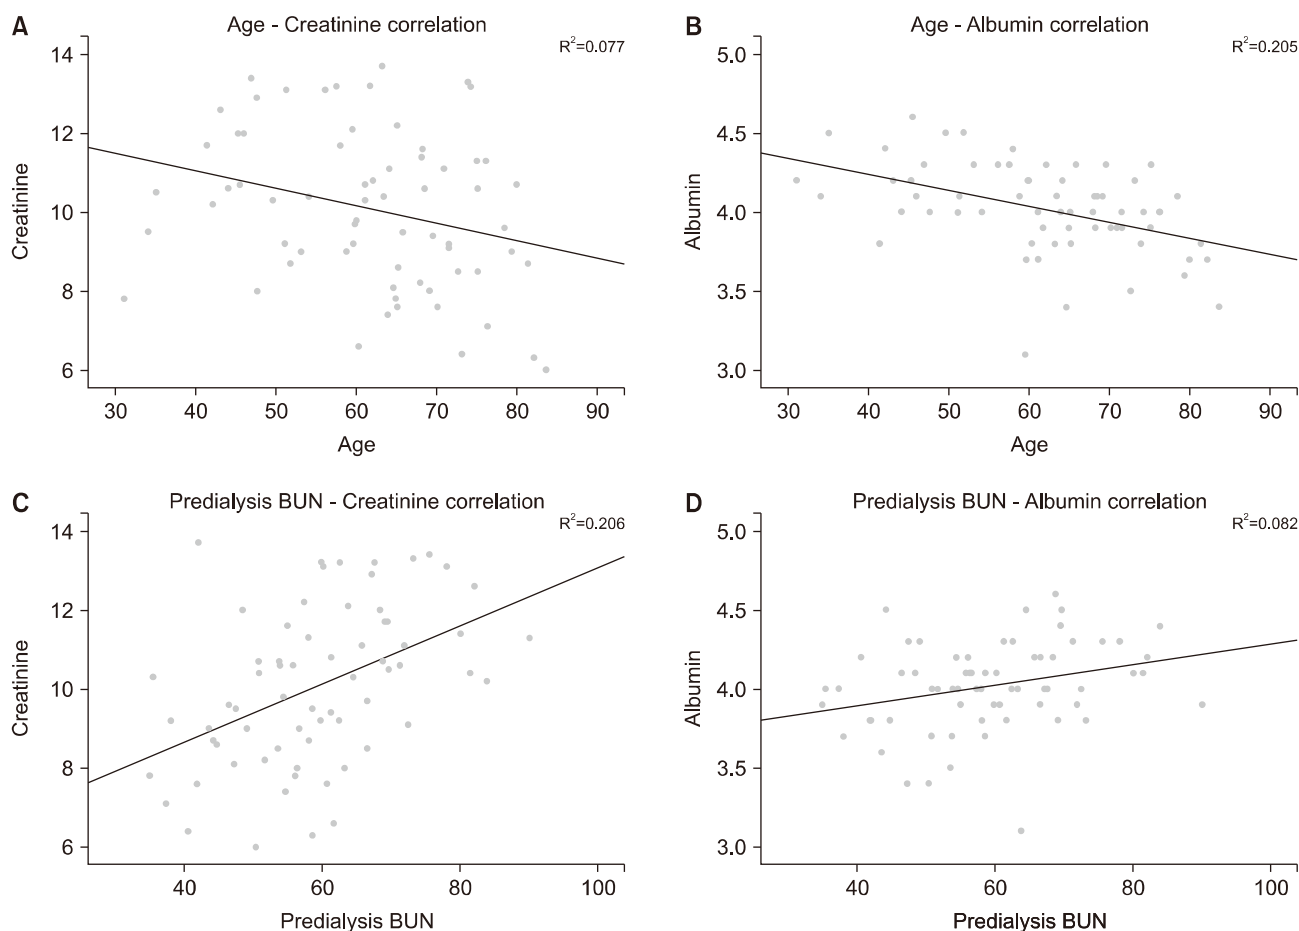 A
Age - Creatinine correlation
R²=0.077
14
12
10
8
6
Creatinine
30 40 50 60 70 80 90
Age
B
Age - Albumin correlation
R²=0.205
5.0
4.5
4.0
3.5
3.0
Albumin
30 40 50 60 70 80 90
Age
C
Predialysis BUN - Creatinine correlation
R²=0.206
14
12
10
8
6
Creatinine
40 60 80 100
Predialysis BUN
D
Predialysis BUN - Albumin correlation
R²=0.082
5.0
4.5
4.0
3.5
3.0
Albumin
40 60 80 100
Predialysis BUN